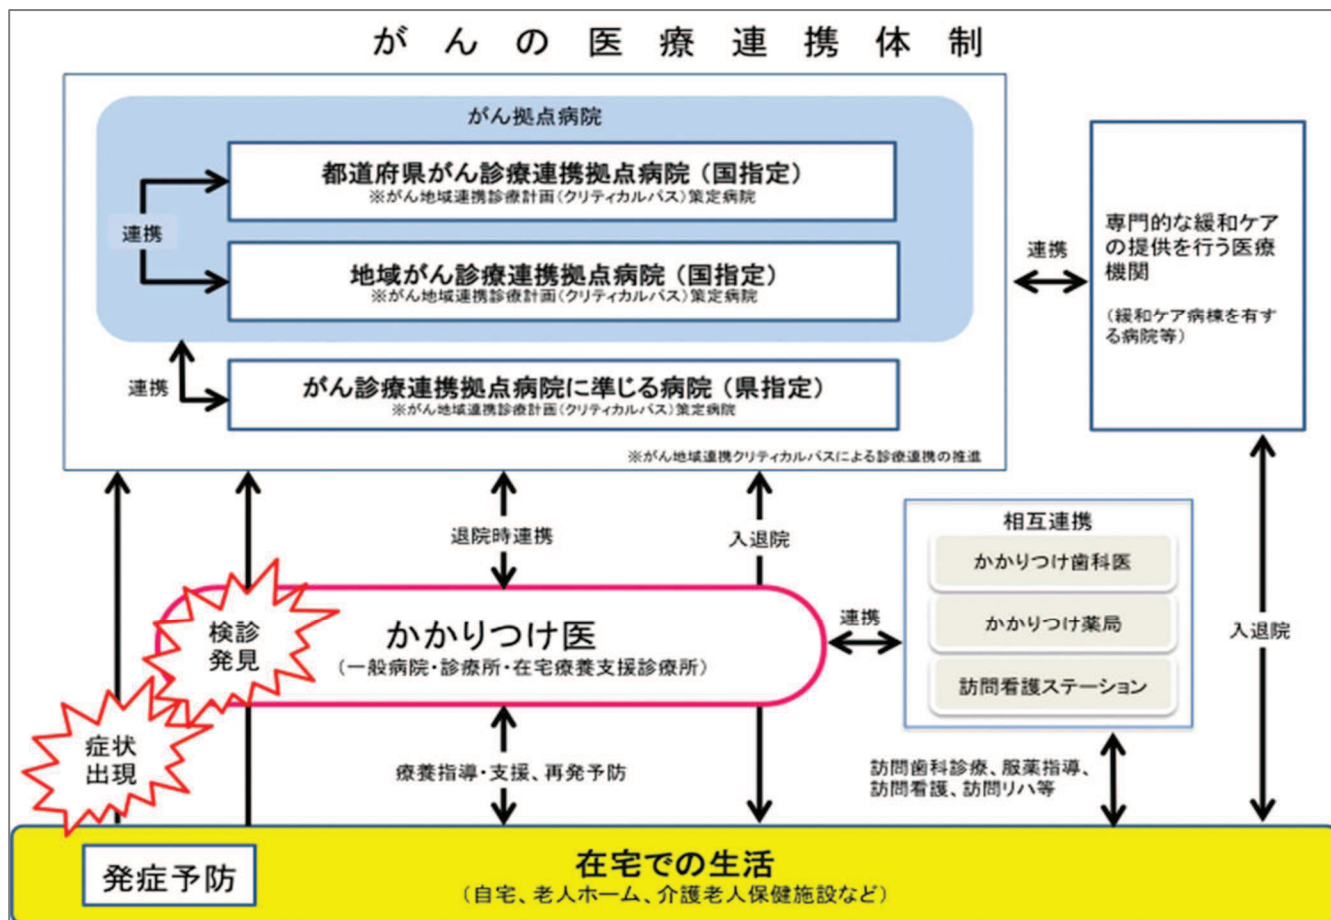 がんの医療連携体制
がん拠点病院
都道府県がん診療連携拠点病院（国指定）
※がん地域連携診療計画（クリティカルパス）策定病院
連携
地域がん診療連携拠点病院（国指定）
※がん地域連携診療計画（クリティカルパス）策定病院
連携
がん診療連携拠点病院に準じる病院（県指定）
※がん地域連携診療計画（クリティカルパス）策定病院
※がん地域連携クリティカルパスによる診療連携の推進
連携
専門的な緩和ケア
の提供を行う医療
機関
（緩和ケア病棟を有す
る病院等）
退院時連携
入退院
相互連携
かかりつけ歯科医
かかりつけ薬局
訪問看護ステーション
連携
入退院
検診
発見
かかりつけ医
（一般病院・診療所・在宅療養支援診療所）
症状
出現
療養指導・支援、再発予防
訪問歯科診療、服薬指導、
訪問看護、訪問リハ等
発症予防
在宅での生活
（自宅、老人ホーム、介護老人保健施設など）